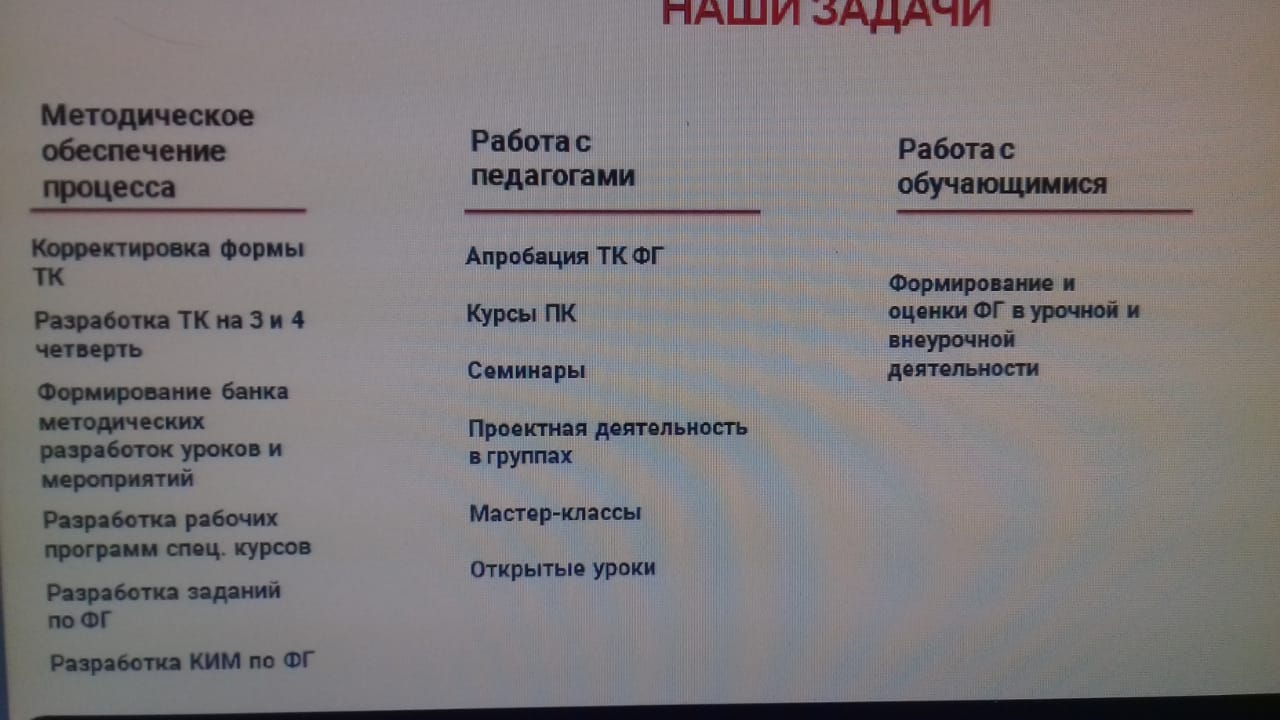 НАШИ ЗАДАЧИ
Методическое
обеспечение
процесса
Корректировка формы
ТК
Разработка ТК на 3 и 4
четверть
Формирование банка
методических
разработок уроков и
мероприятий
Разработка рабочих
программ спец. курсов
Разработка заданий
по ФГ
Разработка КИМ по ФГ
Работа с
педагогами
Апробация ТК ФГ
Курсы ПК
Семинары
Проектная деятельность
в группах
Мастер-классы
Открытые уроки
Работа с
обучающимися
Формирование и
оценки ФГ в урочной и
внеурочной
деятельности